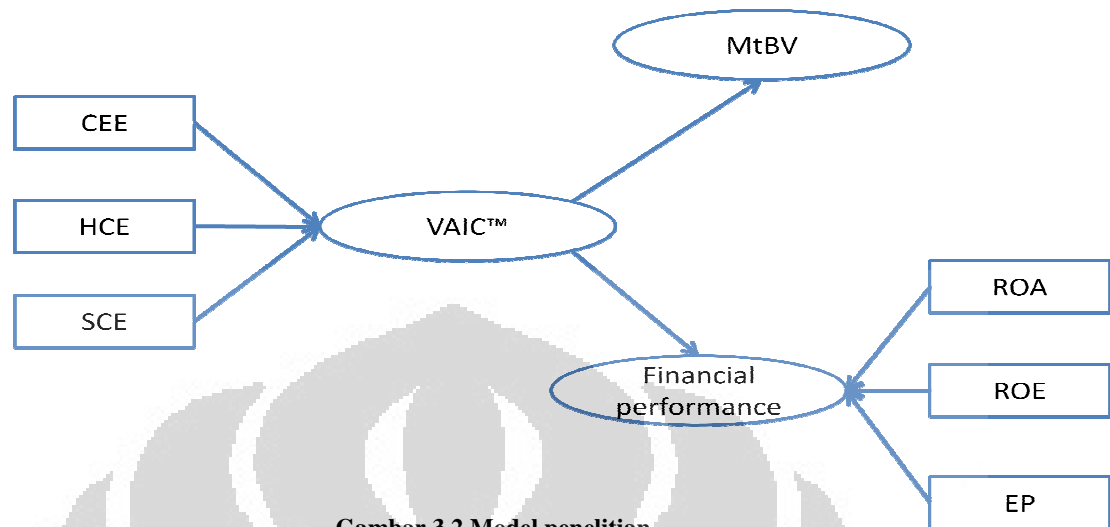 MtBV
CEE
HCE
VAIC™
SCE
ROA
Financial
performance
ROE
EP
Gambar 3.2 Model penelitian